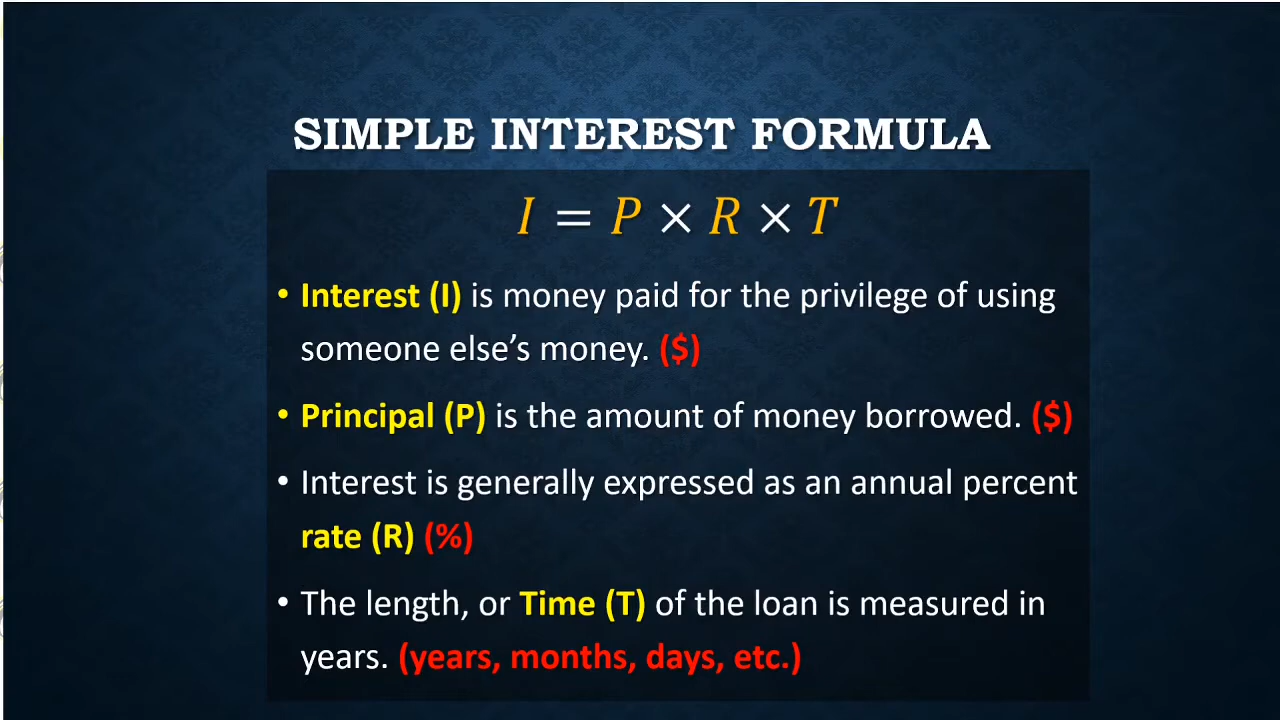 SIMPLE INTEREST FORMULA
I = P × R × T
• Interest (I) is money paid for the privilege of using
someone else’s money. ($)
• Principal (P) is the amount of money borrowed. ($)
• Interest is generally expressed as an annual percent
rate (R) (%)
• The length, or Time (T) of the loan is measured in
years. (years, months, days, etc.)